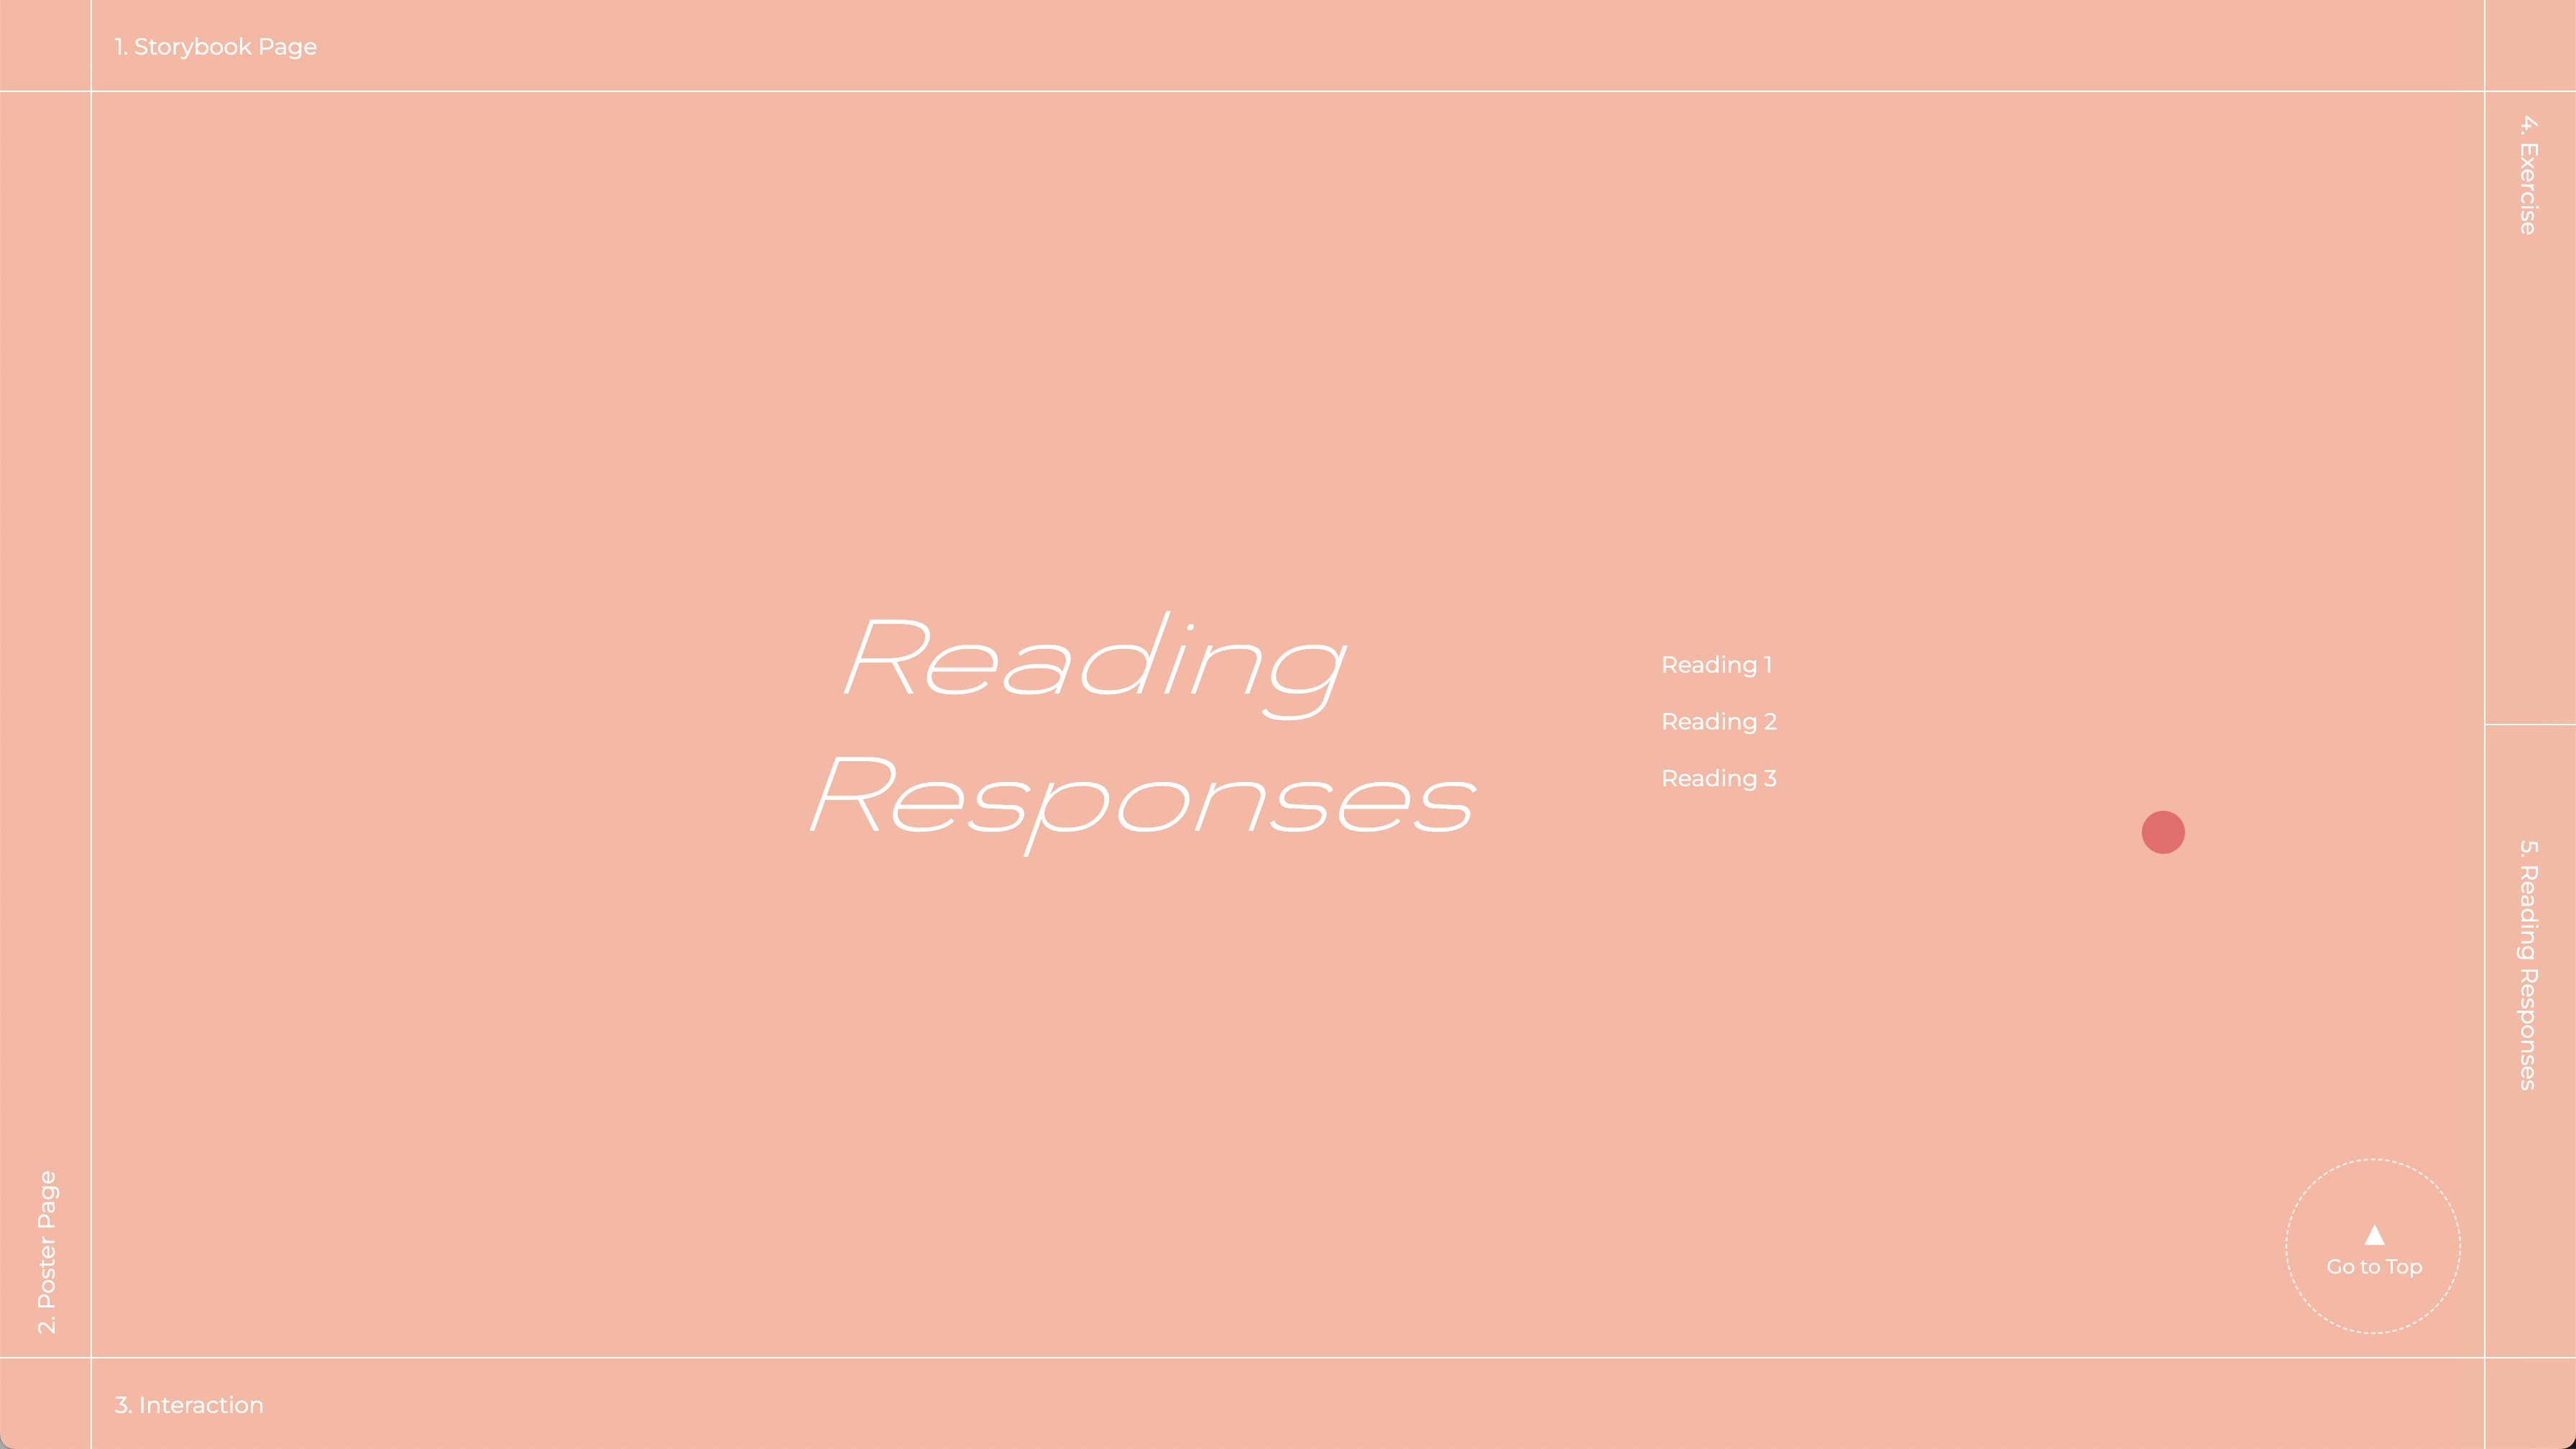 1. Storybook Page
4. Exercise
Reading
Responses
Reading 1
Reading 2
Reading 3
5. Reading Responses
2. Poster Page
▲
Go to Top
3. Interaction